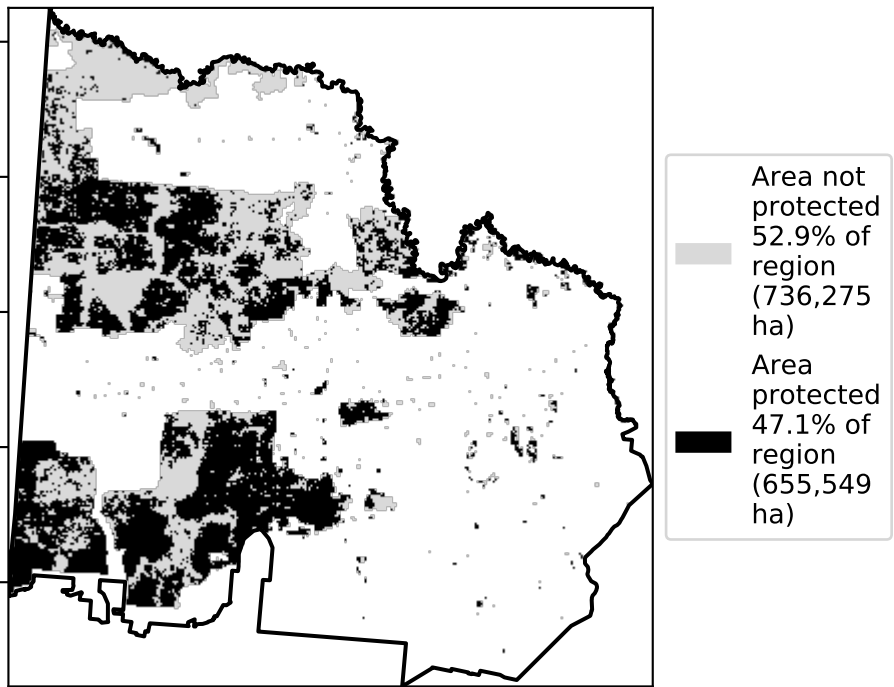 Area not
protected
52.9% of
region
(736,275
ha)
Area
protected
47.1% of
region
(655,549
ha)